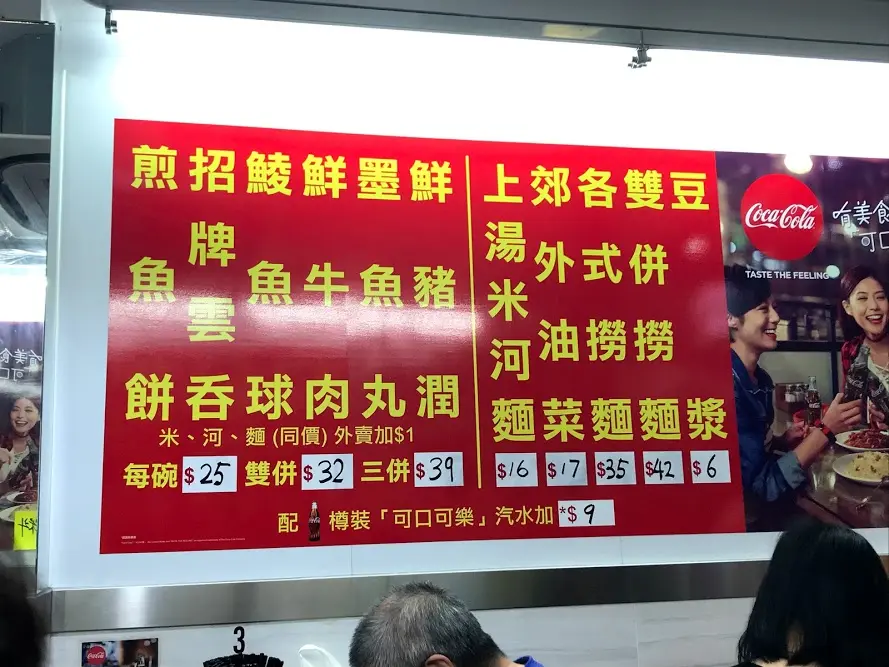 煎魚餅
招牌雲吞
鯪魚球
鮮牛肉
墨魚丸
鮮豬潤
米、河、麵 (同價) 外賣加$1
每碗 $25 雙併 $32 三併 $39
上湯米河麵
郊外油菜
各式撈麵
雙併撈麵
豆漿
$16 $17 $35 $42 $6
配 樽裝「可口可樂」汽水加 *$9
Coca-Cola
TASTE THE FEELING
有美食
可口
3